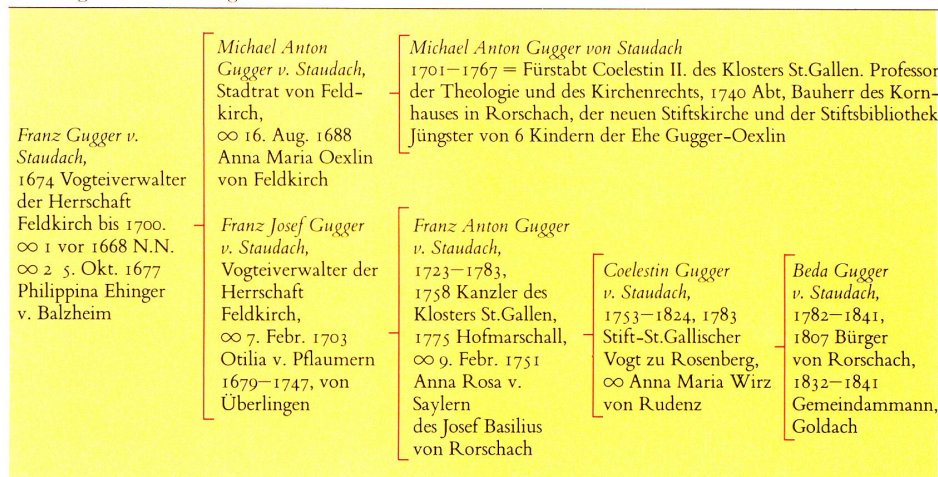 Franz Gugger v.
Staudach,
1674 Vogteiverwalter
der Herrschaft
Feldkirch bis 1700.
∞ 1 vor 1668 N.N.
∞ 2 5. Okt. 1677
Philippina Ehinger
v. Balzheim
Michael Anton
Gugger v. Staudach,
Stadtrat von Feld-
kirch,
∞ 16. Aug. 1688
Anna Maria Oexlin
von Feldkirch
Michael Anton Gugger von Staudach
1701–1767 = Fürstabt Coelestin II. des Klosters St.Gallen. Professor
der Theologie und des Kirchenrechts, 1740 Abt, Bauherr des Korn-
hauses in Rorschach, der neuen Stiftskirche und der Stiftsbibliothek
Jüngster von 6 Kindern der Ehe Gugger-Oexlin
Franz Josef Gugger
v. Staudach,
Vogteiverwalter der
Herrschaft
Feldkirch,
∞ 7. Febr. 1703
Otilia v. Pflaumern
1679–1747, von
Überlingen
Franz Anton Gugger
v. Staudach,
1723–1783,
1758 Kanzler des
Klosters St.Gallen,
1775 Hofmarschall,
∞ 9. Febr. 1751
Anna Rosa v.
Saylern
des Josef Basilius
von Rorschach
Coelestin Gugger
v. Staudach,
1753–1824, 1783
Stift-St.Gallischer
Vogt zu Rosenberg,
∞ Anna Maria Wirz
von Rudenz
Beda Gugger
v. Staudach,
1782–1841,
1807 Bürger
von Rorschach,
1832–1841
Gemeindammann,
Goldach